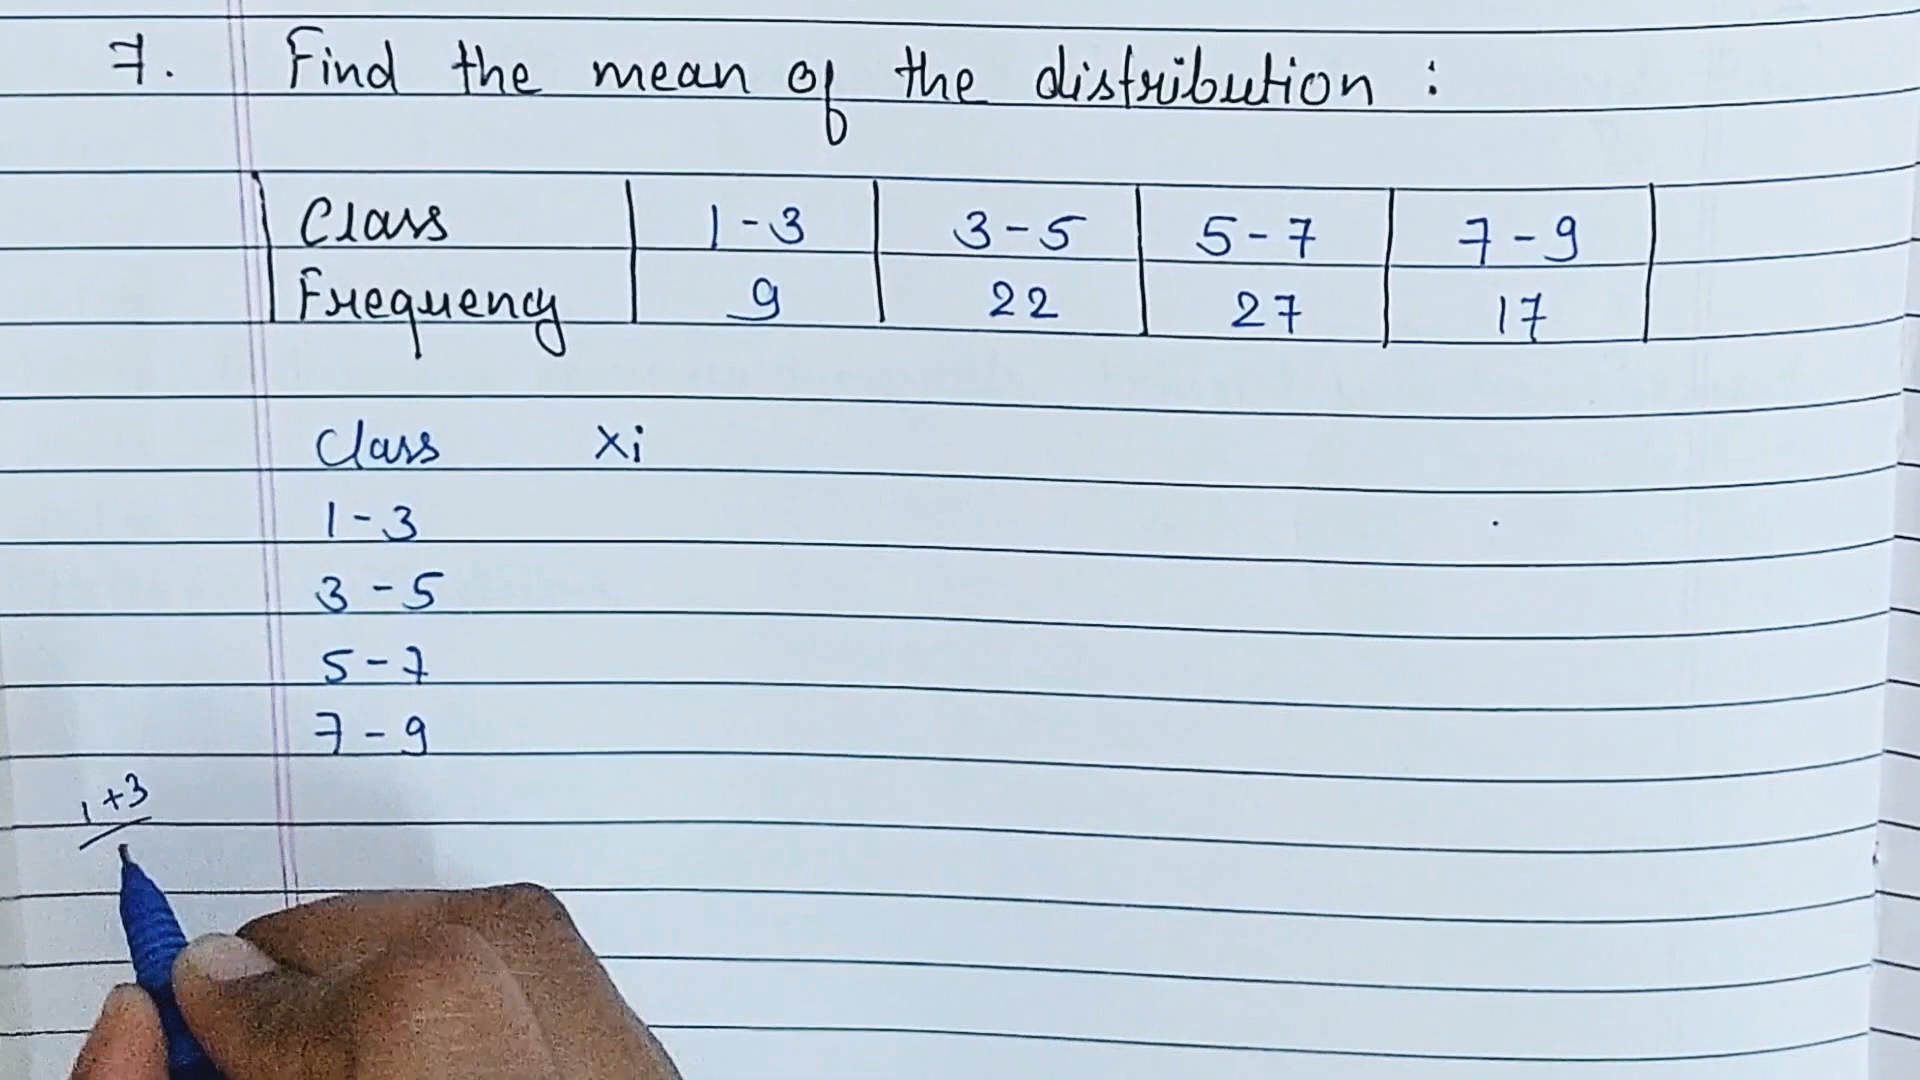 7. Find the mean of the distribution :
Class 1-3 3-5 5-7 7-9
Frequency 9 22 27 17
Class xi
1-3
3-5
5-7
7-9
1+3